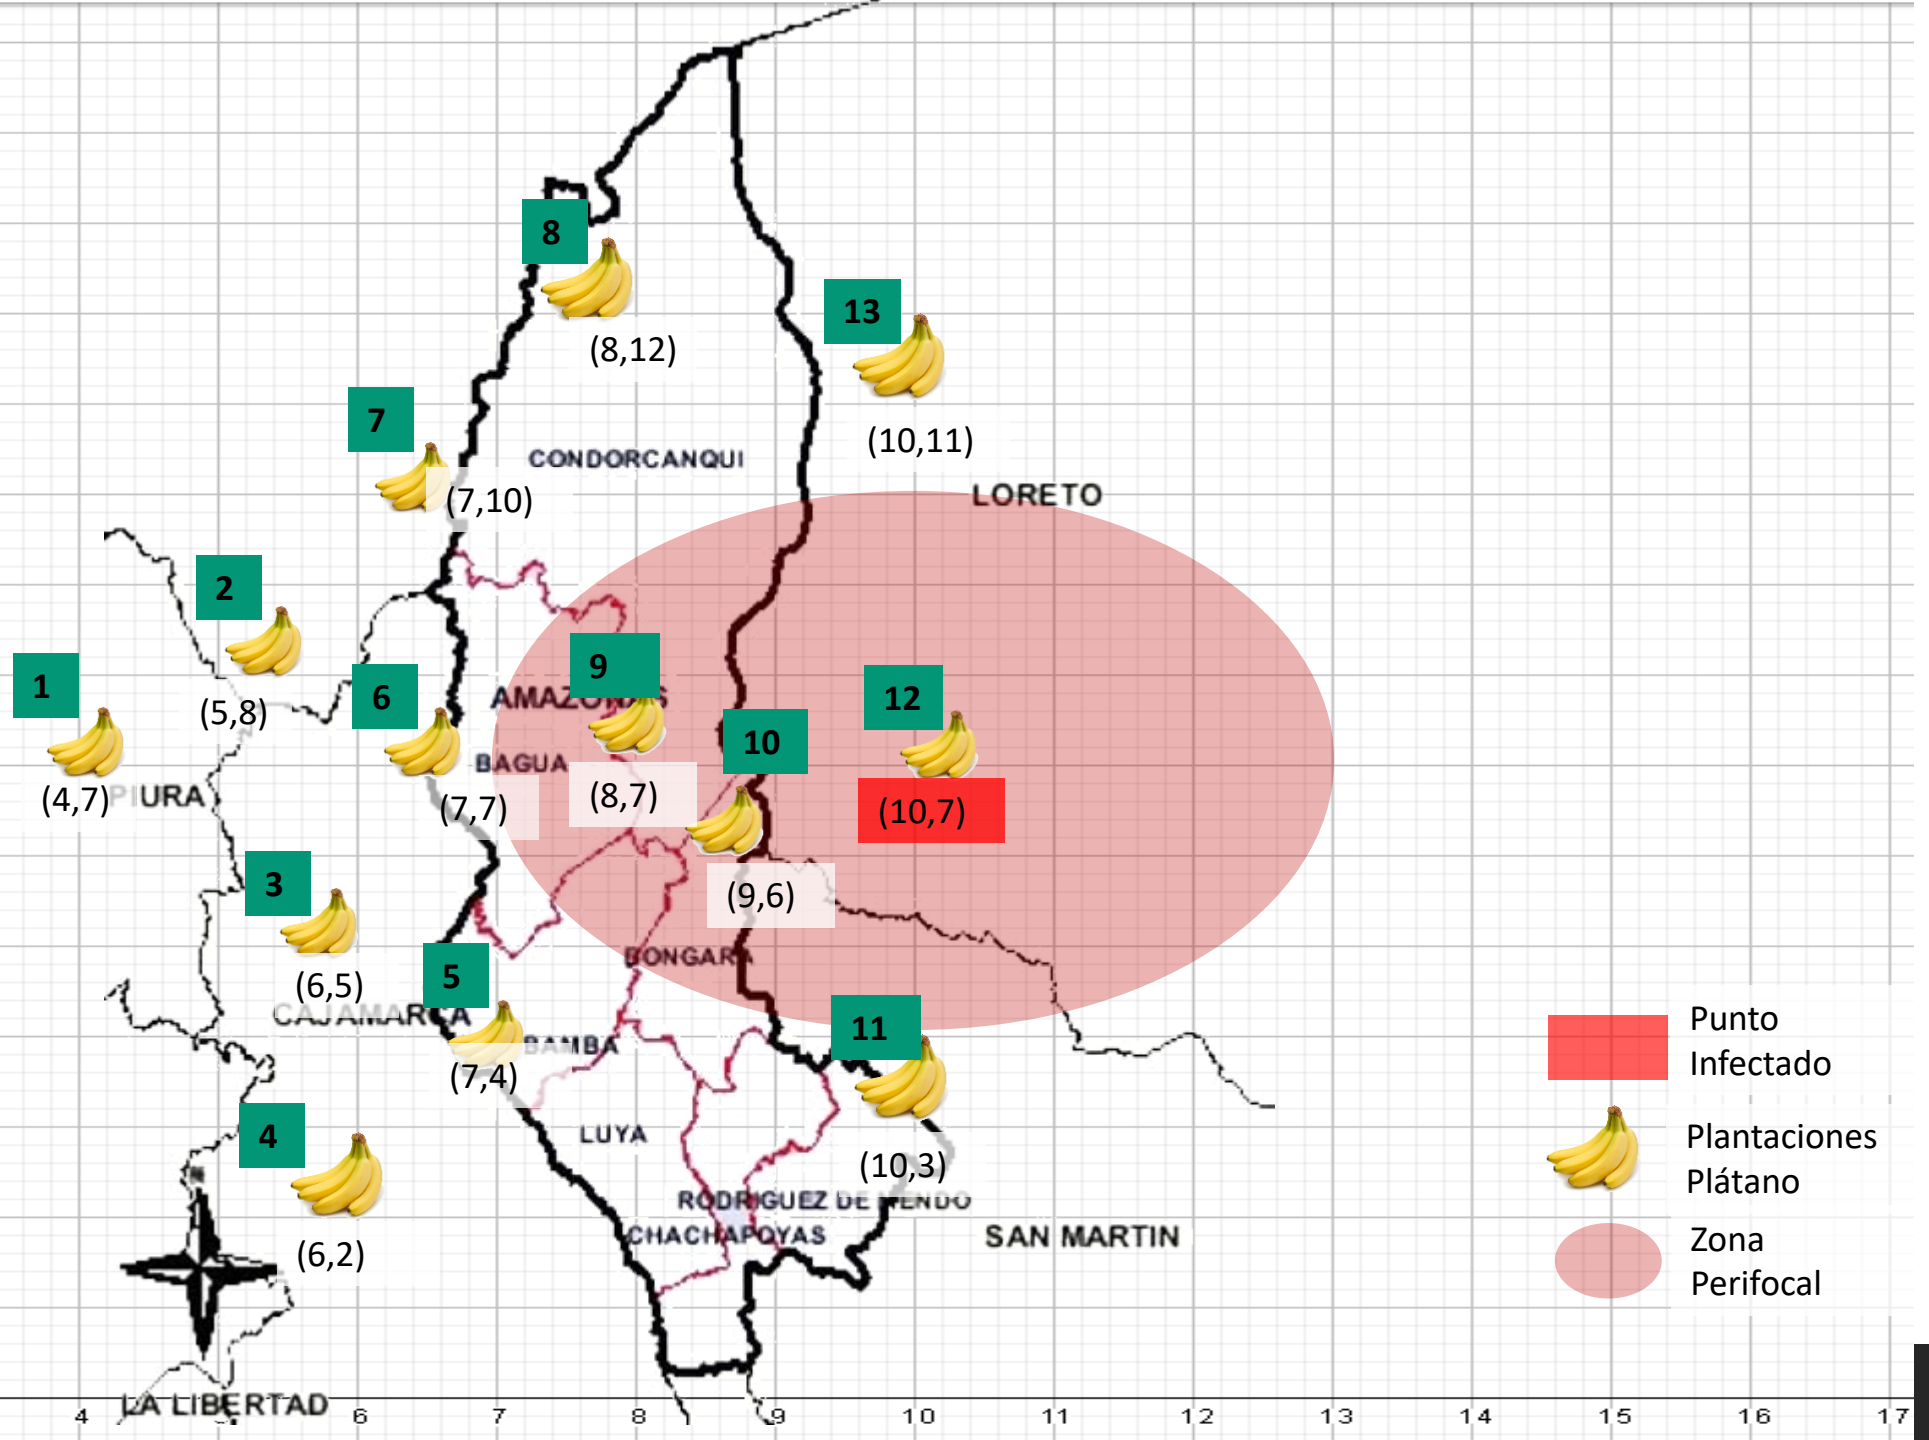 8
13
(8,12)
7
(10,11)
CONDORCANQUI
(7,10)
LORETO
2
9
1
6
AMAZONAS
12
(5,8)
10
BAGUA
(4,7)
PIURA
(7,7)
(8,7)
(10,7)
3
(9,6)
5
BONGARA
(6,5)
CAJAMARCA
11
Punto
Infectado
BAMBA
(7,4)
4
LUYA
Plantaciones
Plátano
(10,3)
RODRIGUEZ DE MENDO
CHACHAPOYAS
SAN MARTIN
(6,2)
Zona
Perifocal
LA LIBERTAD
4 6 7 8 9 10 11 12 13 14 15 16 17